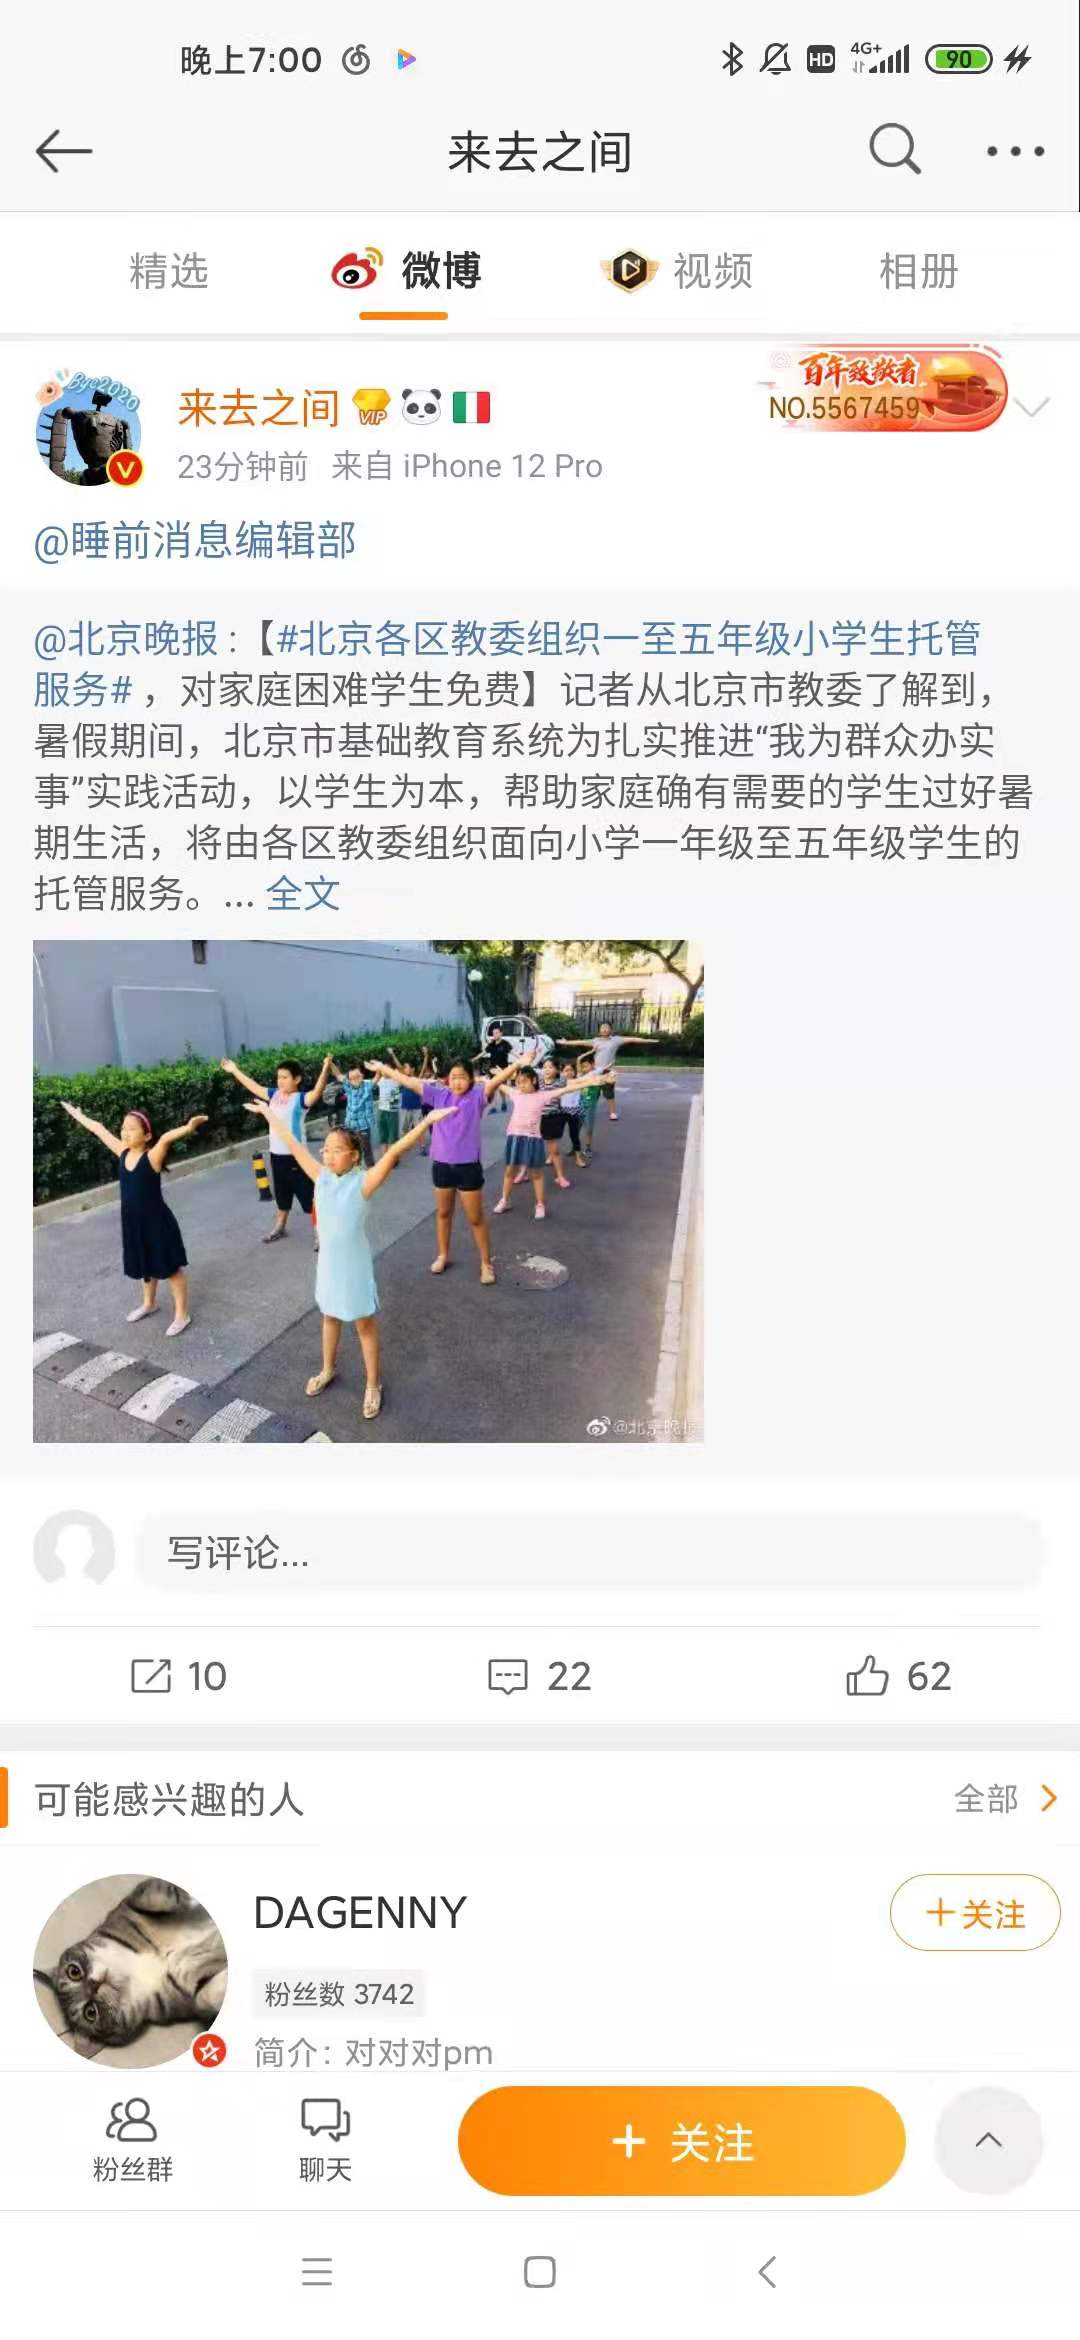 晚上7:00
HD
4G+
90
来去之间
精选
微博
视频
相册
Bye2020
来去之间
VIP
百年致敬者
NO.5567459
23分钟前 来自 iPhone 12 Pro
@睡前消息编辑部
@北京晚报 :【#北京各区教委组织一至五年级小学生托管
服务# ，对家庭困难学生免费】记者从北京市教委了解到，
暑假期间，北京市基础教育系统为扎实推进“我为群众办实
事”实践活动，以学生为本，帮助家庭确有需要的学生过好暑
期生活，将由各区教委组织面向小学一年级至五年级学生的
托管服务。... 全文
@北京晚报
写评论...
10
22
62
可能感兴趣的人
全部
DAGENNY
+关注
粉丝数 3742
简介：对对对pm
粉丝群
聊天
+ 关注